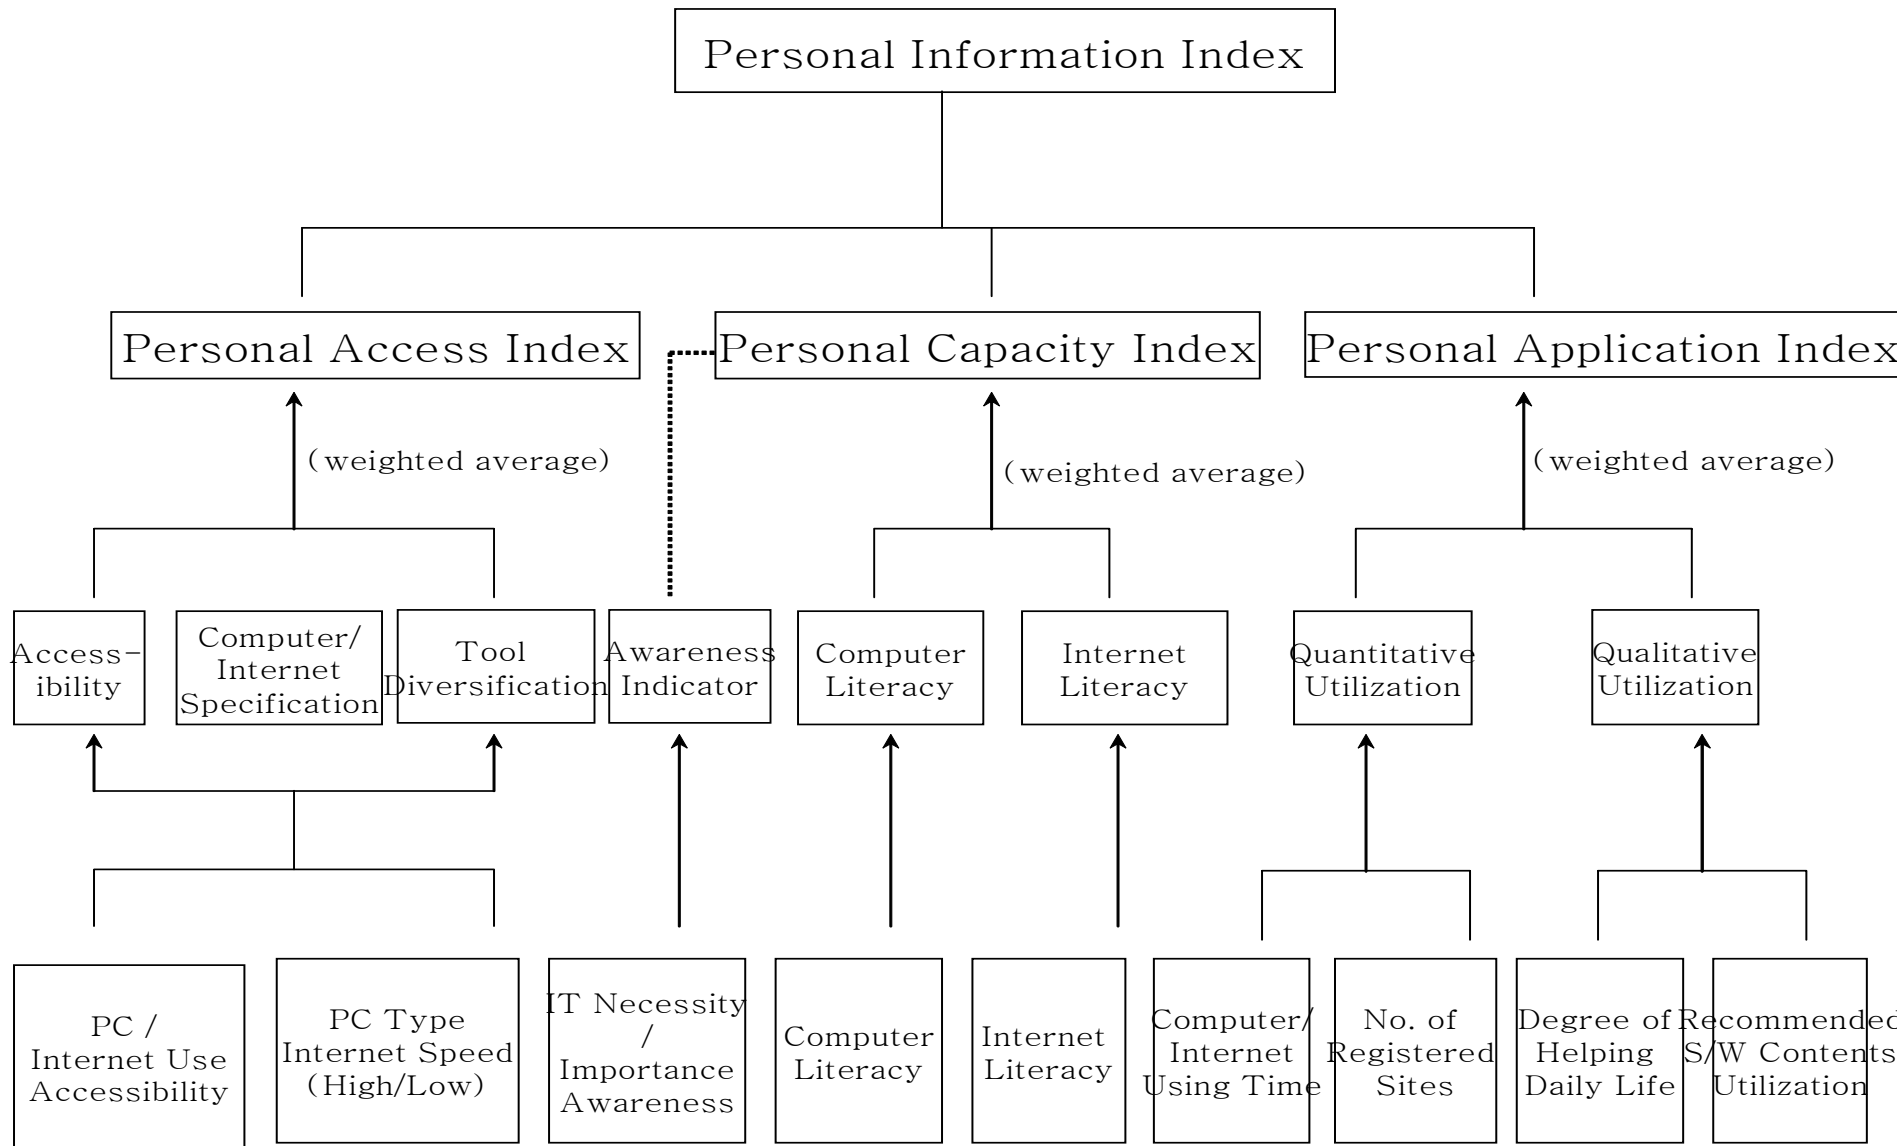 Personal Information Index
Personal Access Index
Personal Capacity Index
Personal Application Index
(weighted average)
(weighted average)
(weighted average)
Access-
ibility
Computer/
Internet
Specification
Tool
Diversification
Awareness
Indicator
Computer
Literacy
Internet
Literacy
Quantitative
Utilization
Qualitative
Utilization
PC /
Internet Use
Accessibility
PC Type
Internet Speed
(High/Low)
IT Necessity
/
Importance
Awareness
Computer
Literacy
Internet
Literacy
Computer/
Internet
Using Time
No. of
Registered
Sites
Degree of
Helping
Daily Life
Recommended
S/W Contents
Utilization